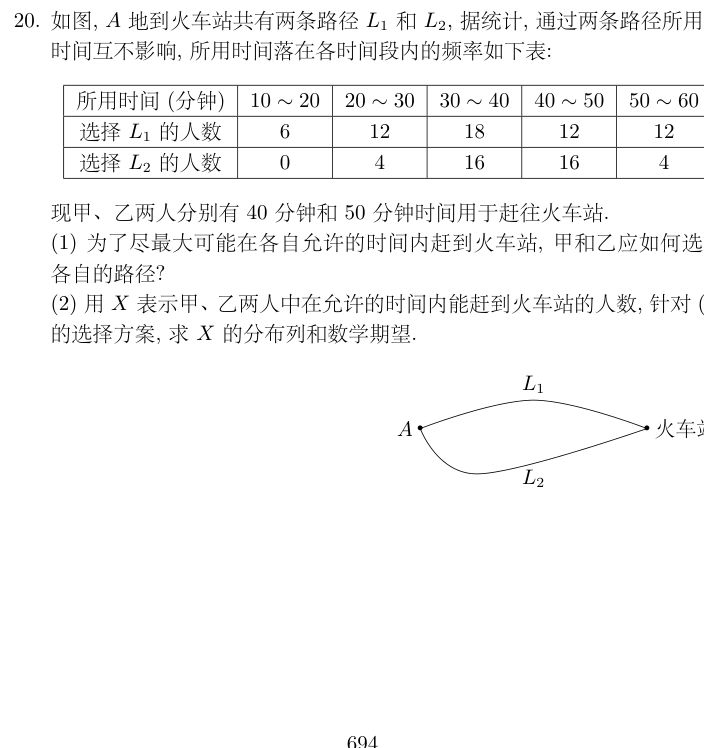 20. 如图, A 地到火车站共有两条路径 L₁ 和 L₂, 据统计, 通过两条路径所用
时间互不影响, 所用时间落在各时间段内的频率如下表:
所用时间 (分钟) 10 ~ 20 20 ~ 30 30 ~ 40 40 ~ 50 50 ~ 60
选择 L₁ 的人数 6 12 18 12 12
选择 L₂ 的人数 0 4 16 16 4
现甲、乙两人分别有 40 分钟和 50 分钟时间用于赶往火车站.
(1) 为了尽最大可能在各自允许的时间内赶到火车站, 甲和乙应如何选
各自的路径?
(2) 用 X 表示甲、乙两人中在允许的时间内能赶到火车站的人数, 针对 (
的选择方案, 求 X 的分布列和数学期望.
L₁
A 火车站
L₂
694